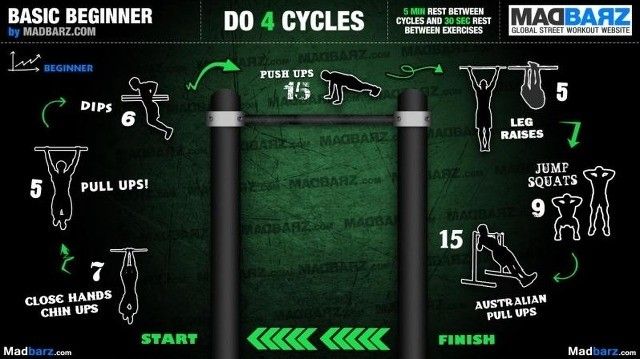 BASIC BEGINNER
by MADBARZ.COM
DO 4 CYCLES
5 MIN REST BETWEEN
CYCLES AND 30 SEC REST
BETWEEN EXERCISES
MADBARZ
GLOBAL STREET WORKOUT WEBSITE
BEGINNER
DIPS
6
PUSH UPS
15
5
LEG
RAISES
5
PULL UPS!
JUMP
SQUATS
9
7
CLOSE HANDS
CHIN UPS
15
AUSTRALIAN
PULL UPS
START
FINISH
MADBARZ.com
Madbarz.com
Madbarz.com